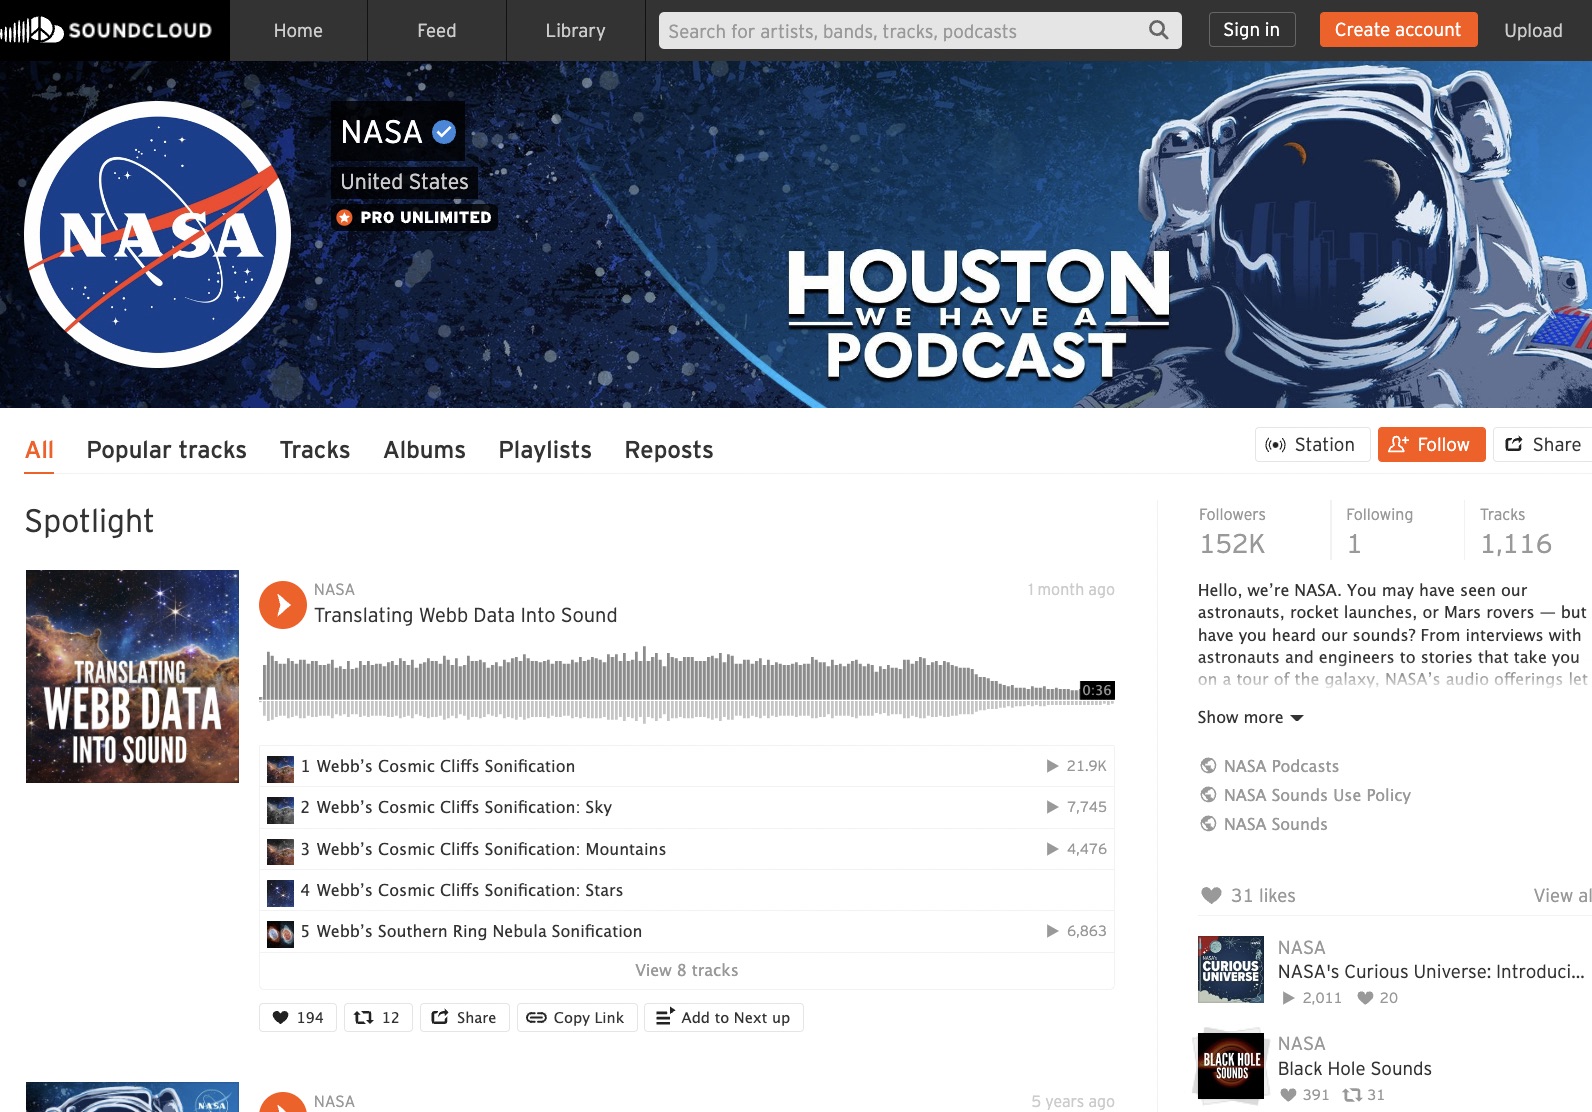 SOUNDCLOUD
Home
Feed
Library
Search for artists, bands, tracks, podcasts
Sign in
Create account
Upload
NASA
NASA
United States
PRO UNLIMITED
HOUSTON
WE HAVE A
PODCAST
All
Popular tracks
Tracks
Albums
Playlists
Reposts
Station
Follow
Share
Spotlight
TRANSLATING
WEBB DATA
INTO SOUND
NASA
1 month ago
Translating Webb Data Into Sound
0:36
1 Webb’s Cosmic Cliffs Sonification
21.9K
2 Webb’s Cosmic Cliffs Sonification: Sky
7,745
3 Webb’s Cosmic Cliffs Sonification: Mountains
4,476
4 Webb’s Cosmic Cliffs Sonification: Stars
5 Webb’s Southern Ring Nebula Sonification
6,863
View 8 tracks
194
12
Share
Copy Link
Add to Next up
NASA
NASA
5 years ago
Followers
152K
Following
1
Tracks
1,116
Hello, we’re NASA. You may have seen our
astronauts, rocket launches, or Mars rovers — but
have you heard our sounds? From interviews with
astronauts and engineers to stories that take you
on a tour of the galaxy, NASA’s audio offerings let
Show more
NASA Podcasts
NASA Sounds Use Policy
NASA Sounds
31 likes
View al
NASA's
CURIOUS
UNIVERSE
NASA
NASA's Curious Universe: Introduci...
2,011
20
BLACK HOLE
SOUNDS
NASA
Black Hole Sounds
391
31